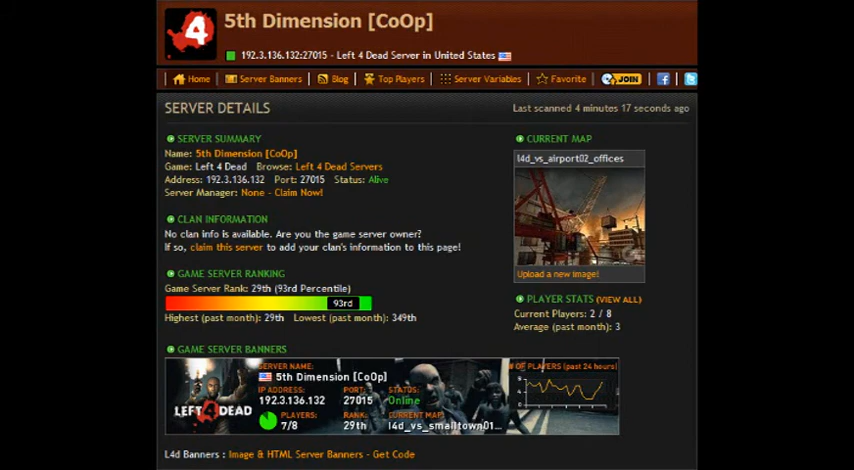 4
5th Dimension [CoOp]
192.3.136.132:27015 - Left 4 Dead Server in United States
Home
Server Banners
Blog
Top Players
Server Variables
Favorite
JOIN
SERVER DETAILS
Last scanned 4 minutes 17 seconds ago
SERVER SUMMARY
Name: 5th Dimension [CoOp]
Game: Left 4 Dead Browse: Left 4 Dead Servers
Address: 192.3.136.132 Port: 27015 Status: Alive
Server Manager: None - Claim Now!
CLAN INFORMATION
No clan info is available. Are you the game server owner?
If so, claim this server to add your clan's information to this page!
GAME SERVER RANKING
Game Server Rank: 29th (93rd Percentile)
93rd
Highest (past month): 29th Lowest (past month): 349th
CURRENT MAP
l4d_vs_airport02_offices
Upload a new image!
PLAYER STATS (VIEW ALL)
Current Players: 2 / 8
Average (past month): 3
GAME SERVER BANNERS
LEFT 4 DEAD
SERVER NAME:
5th Dimension [CoOp]
IP ADDRESS: PORT: STATUS:
192.3.136.132 27015 Online
PLAYERS: RANK: CURRENT MAP:
7/8 29th l4d_vs_smalltown01...
# OF PLAYERS (past 24 hours)
8
4
0
L4d Banners : Image & HTML Server Banners - Get Code